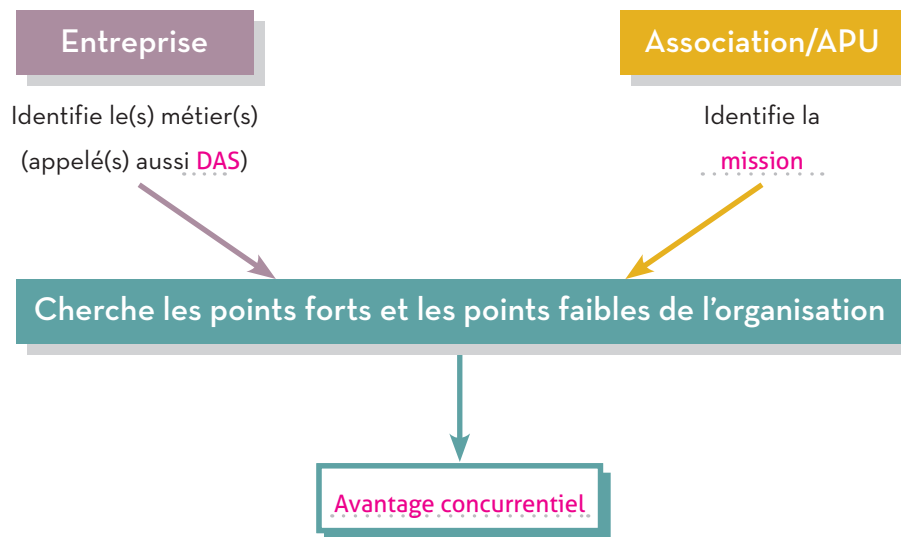 Entreprise
Association/APU
Identifie le(s) métier(s)
(appelé(s) aussi DAS)
Identifie la
mission
Cherche les points forts et les points faibles de l'organisation
Avantage concurrentiel